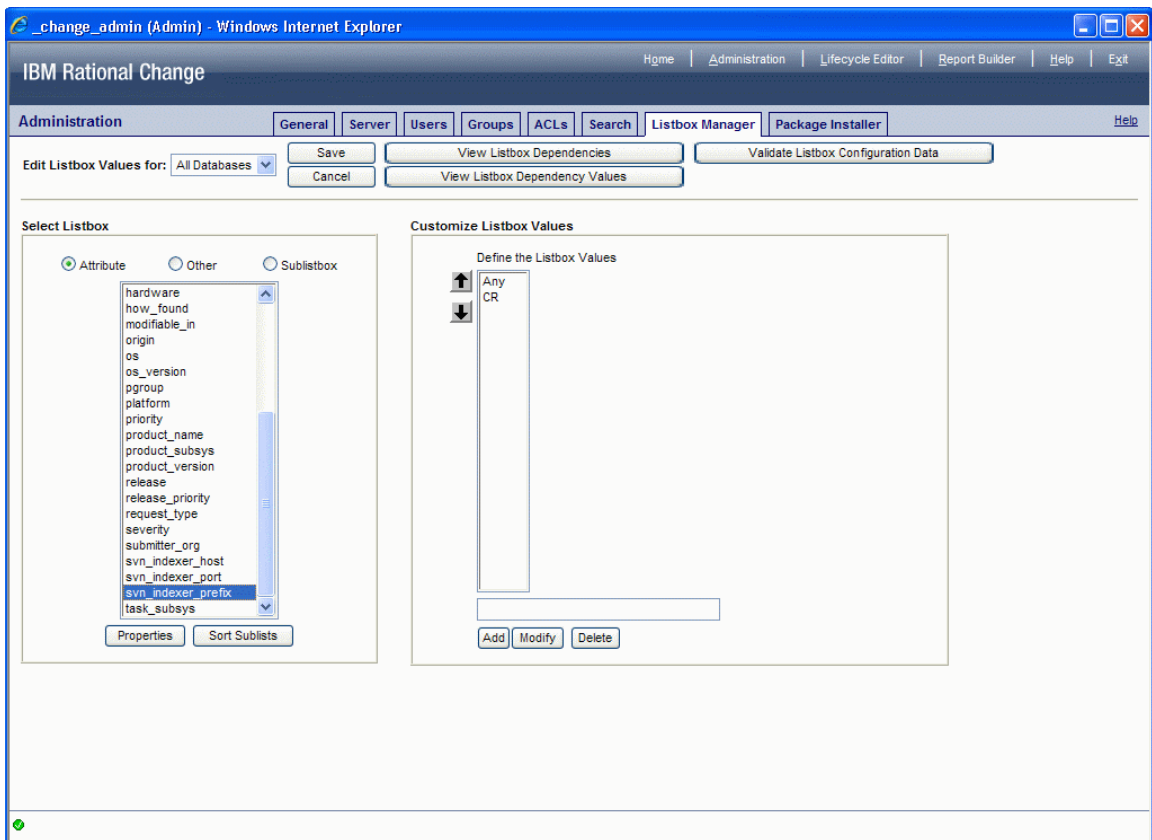 _change_admin (Admin) - Windows Internet Explorer
IBM Rational Change
Home | Administration | Lifecycle Editor | Report Builder | Help | Exit
Administration
General Server Users Groups ACLs Search Listbox Manager Package Installer
Help
Edit Listbox Values for: All Databases
Save
View Listbox Dependencies
Validate Listbox Configuration Data
Cancel
View Listbox Dependency Values
Select Listbox
Attribute Other Sublistbox
hardware
how_found
modifiable_in
origin
os
os_version
pgroup
platform
priority
product_name
product_subsys
product_version
release
release_priority
request_type
severity
submitter_org
svn_indexer_host
svn_indexer_port
svn_indexer_prefix
task_subsys
Properties Sort Sublists
Customize Listbox Values
Define the Listbox Values
Any
CR
Add Modify Delete